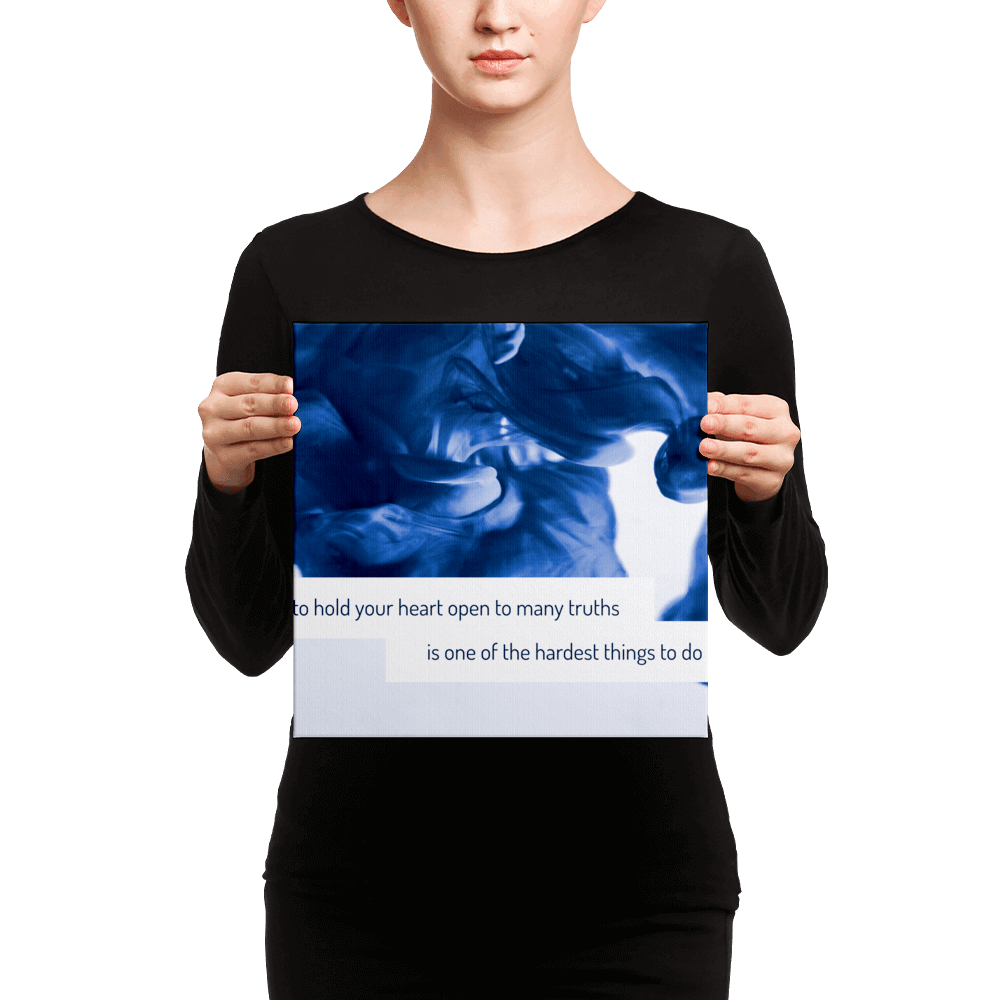 to hold your heart open to many truths
is one of the hardest things to do